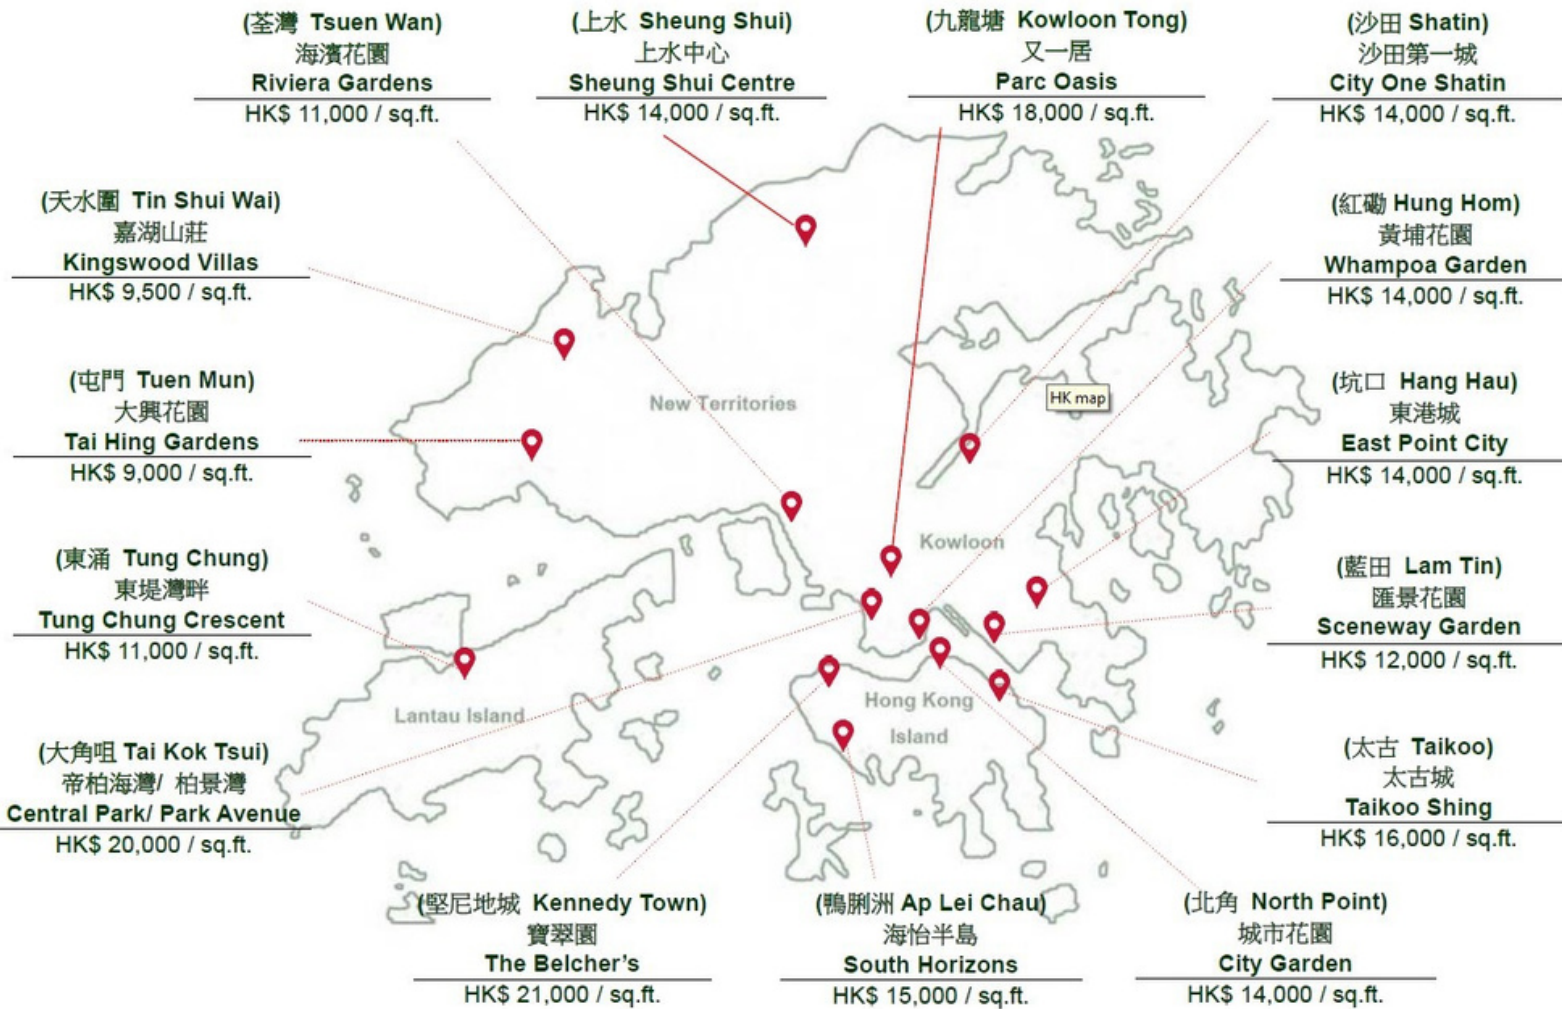 (荃灣 Tsuen Wan)
海濱花園
Riviera Gardens
HK$ 11,000 / sq.ft.
(上水 Sheung Shui)
上水中心
Sheung Shui Centre
HK$ 14,000 / sq.ft.
(九龍塘 Kowloon Tong)
又一居
Parc Oasis
HK$ 18,000 / sq.ft.
(沙田 Shatin)
沙田第一城
City One Shatin
HK$ 14,000 / sq.ft.
(天水圍 Tin Shui Wai)
嘉湖山莊
Kingswood Villas
HK$ 9,500 / sq.ft.
(紅磡 Hung Hom)
黃埔花園
Whampoa Garden
HK$ 14,000 / sq.ft.
(屯門 Tuen Mun)
大興花園
Tai Hing Gardens
HK$ 9,000 / sq.ft.
New Territories
HK map
(坑口 Hang Hau)
東港城
East Point City
HK$ 14,000 / sq.ft.
(東涌 Tung Chung)
東堤灣畔
Tung Chung Crescent
HK$ 11,000 / sq.ft.
Kowloon
(藍田 Lam Tin)
匯景花園
Sceneway Garden
HK$ 12,000 / sq.ft.
Lantau Island
Hong Kong
Island
(大角咀 Tai Kok Tsui)
帝柏海灣/ 柏景灣
Central Park/ Park Avenue
HK$ 20,000 / sq.ft.
(太古 Taikoo)
太古城
Taikoo Shing
HK$ 16,000 / sq.ft.
(堅尼地城 Kennedy Town)
寶翠園
The Belcher's
HK$ 21,000 / sq.ft.
(鴨脷洲 Ap Lei Chau)
海怡半島
South Horizons
HK$ 15,000 / sq.ft.
(北角 North Point)
城市花園
City Garden
HK$ 14,000 / sq.ft.